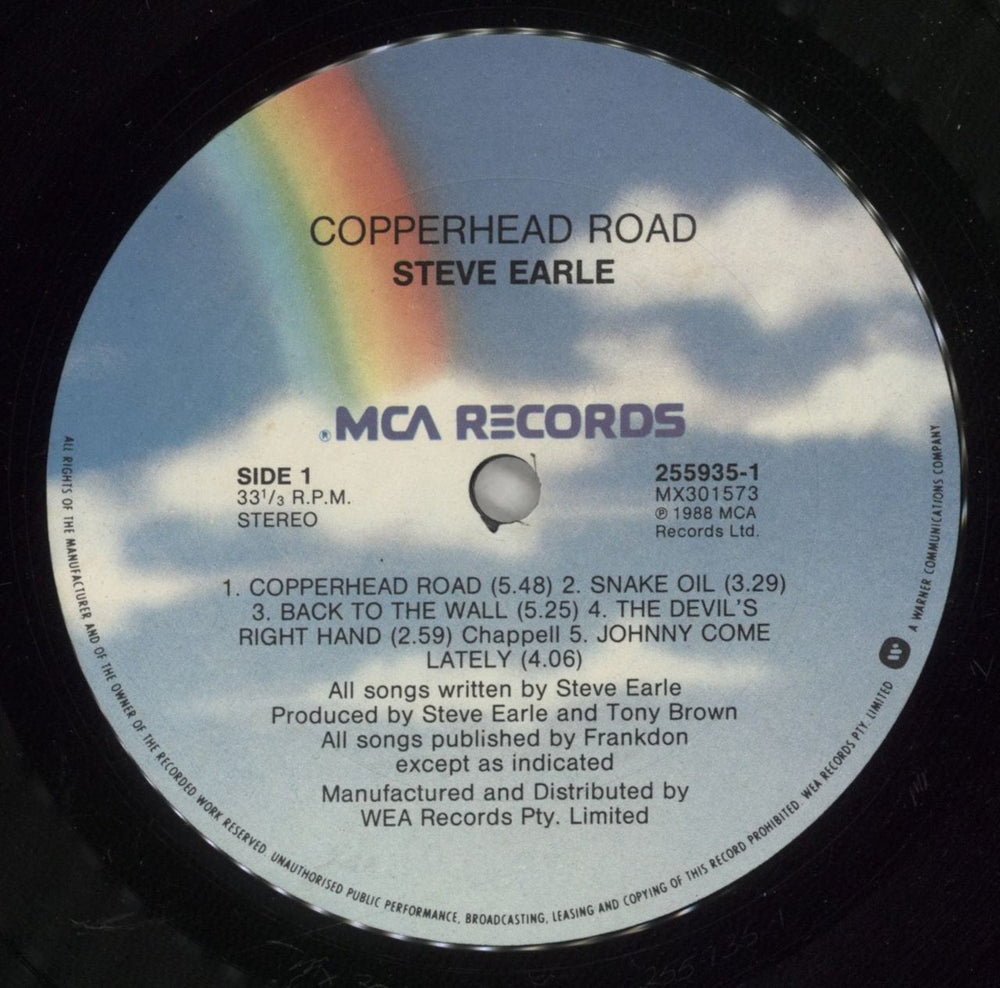 COPPERHEAD ROAD
STEVE EARLE
® MCA RECORDS
SIDE 1
33 1/3 R.P.M.
STEREO
255935-1
MX301573
℗ 1988 MCA
Records Ltd.
1. COPPERHEAD ROAD (5.48) 2. SNAKE OIL (3.29)
3. BACK TO THE WALL (5.25) 4. THE DEVIL'S
RIGHT HAND (2.59) Chappell 5. JOHNNY COME
LATELY (4.06)
All songs written by Steve Earle
Produced by Steve Earle and Tony Brown
All songs published by Frankdon
except as indicated
Manufactured and Distributed by
WEA Records Pty. Limited
ALL RIGHTS OF THE MANUFACTURER AND OF THE OWNER OF THE RECORDED WORK RESERVED. UNAUTHORISED PUBLIC PERFORMANCE, BROADCASTING, LEASING AND COPYING OF THIS RECORD PROHIBITED. WEA RECORDS PTY. LIMITED A WARNER COMMUNICATIONS COMPANY